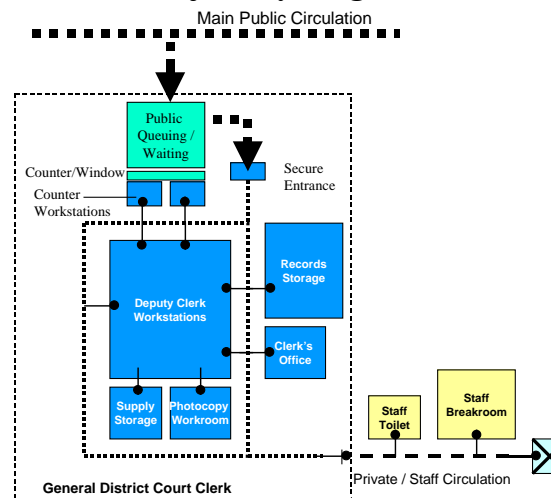 Main Public Circulation
Public
Queuing /
Waiting
Counter/Window
Secure
Entrance
Counter
Workstations
Records
Storage
Deputy Clerk
Workstations
Clerk's
Office
Supply
Storage
Photocopy
Workroom
Staff
Toilet
Staff
Breakroom
Private / Staff Circulation
General District Court Clerk